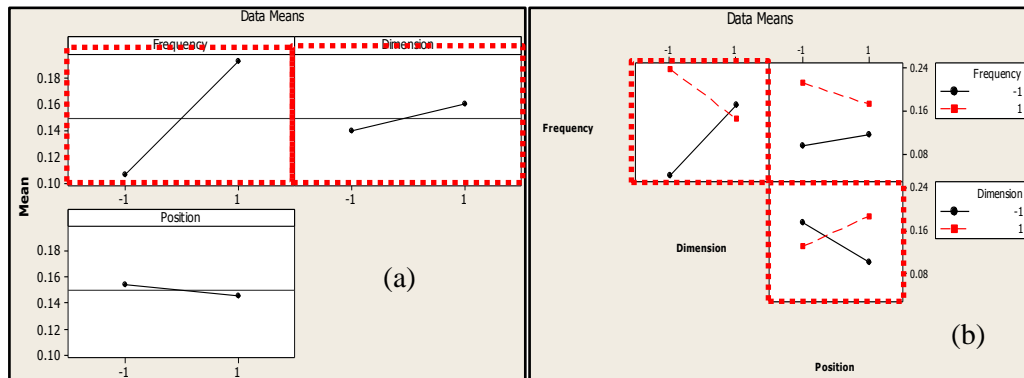 Data Means
Frequency Dimension
0.18
0.16
0.14
0.12
0.10
-1 1 -1 1
Mean
Position
0.18
0.16
0.14
0.12
0.10
-1 1
(a)
Data Means
-1 1 -1 1
Frequency
0.24
0.16
0.08
Frequency
-1
1
Dimension
0.24
0.16
0.08
Dimension
-1
1
Position
(b)